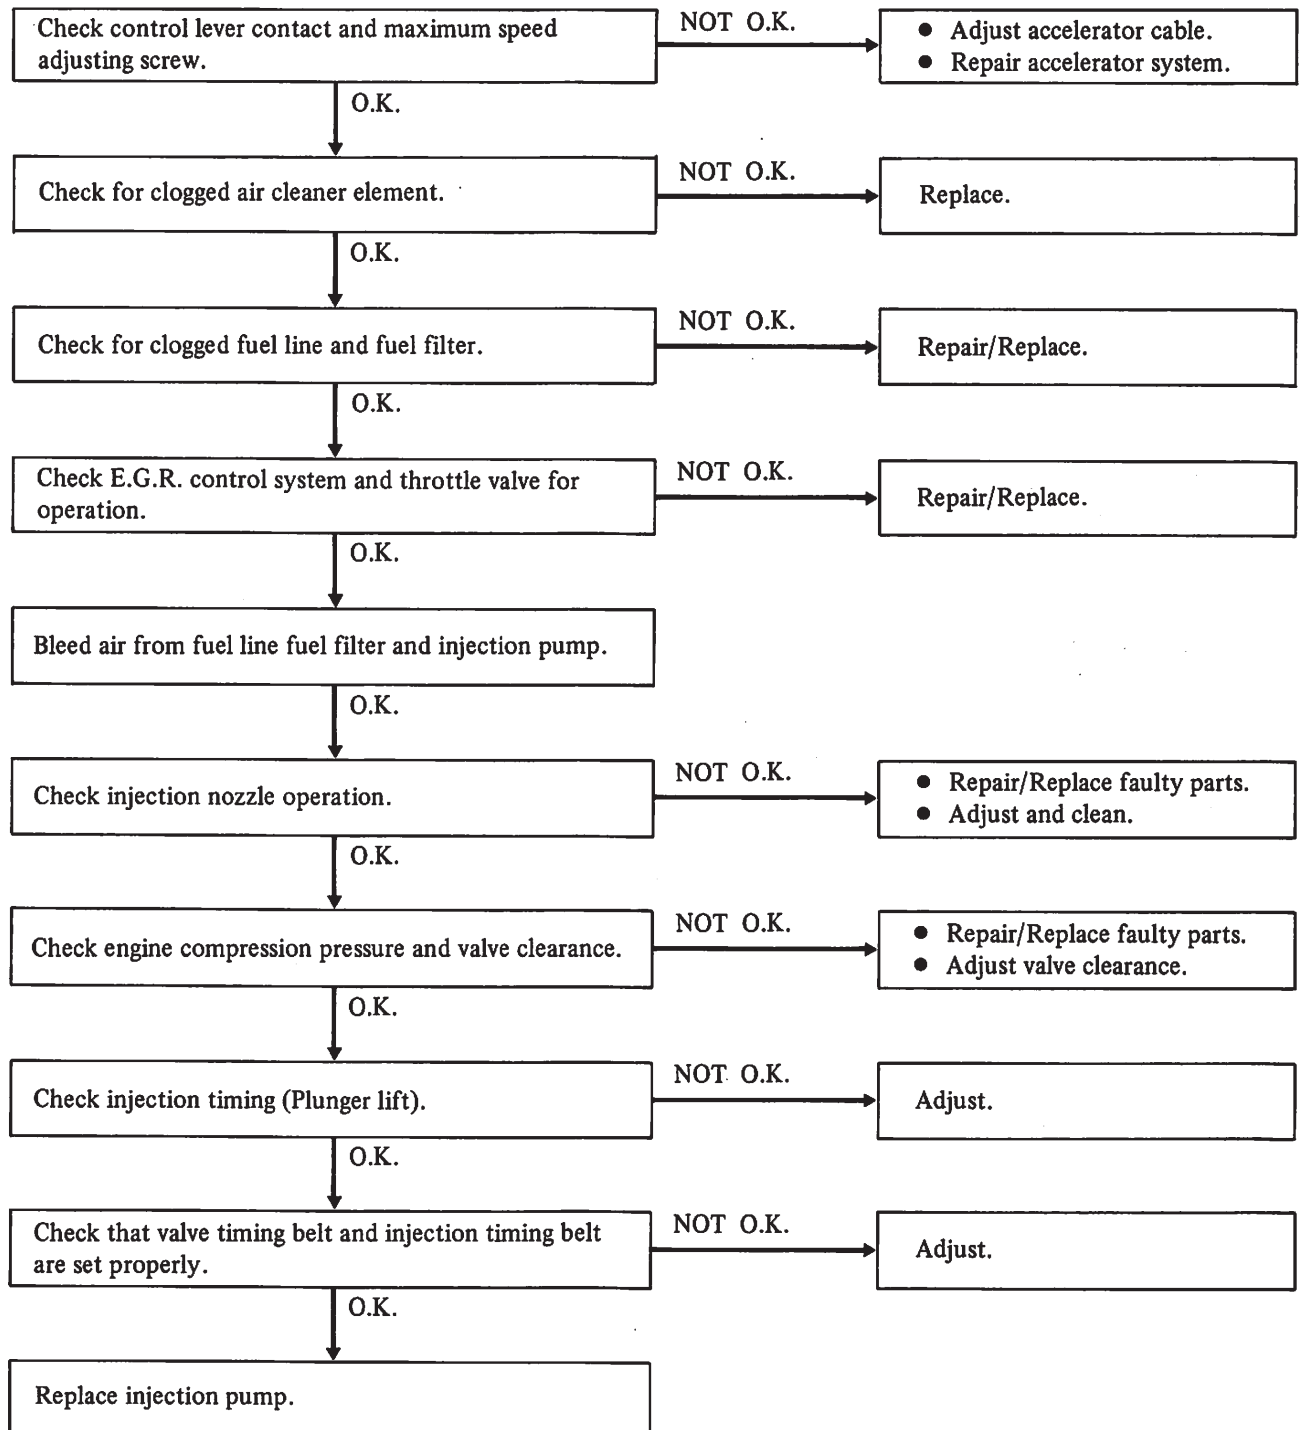 Check control lever contact and maximum speed
adjusting screw.
NOT O.K.
● Adjust accelerator cable.
● Repair accelerator system.
O.K.
Check for clogged air cleaner element.
NOT O.K.
Replace.
O.K.
Check for clogged fuel line and fuel filter.
NOT O.K.
Repair/Replace.
O.K.
Check E.G.R. control system and throttle valve for
operation.
NOT O.K.
Repair/Replace.
O.K.
Bleed air from fuel line fuel filter and injection pump.
O.K.
Check injection nozzle operation.
NOT O.K.
● Repair/Replace faulty parts.
● Adjust and clean.
O.K.
Check engine compression pressure and valve clearance.
NOT O.K.
● Repair/Replace faulty parts.
● Adjust valve clearance.
O.K.
Check injection timing (Plunger lift).
NOT O.K.
Adjust.
O.K.
Check that valve timing belt and injection timing belt
are set properly.
NOT O.K.
Adjust.
O.K.
Replace injection pump.